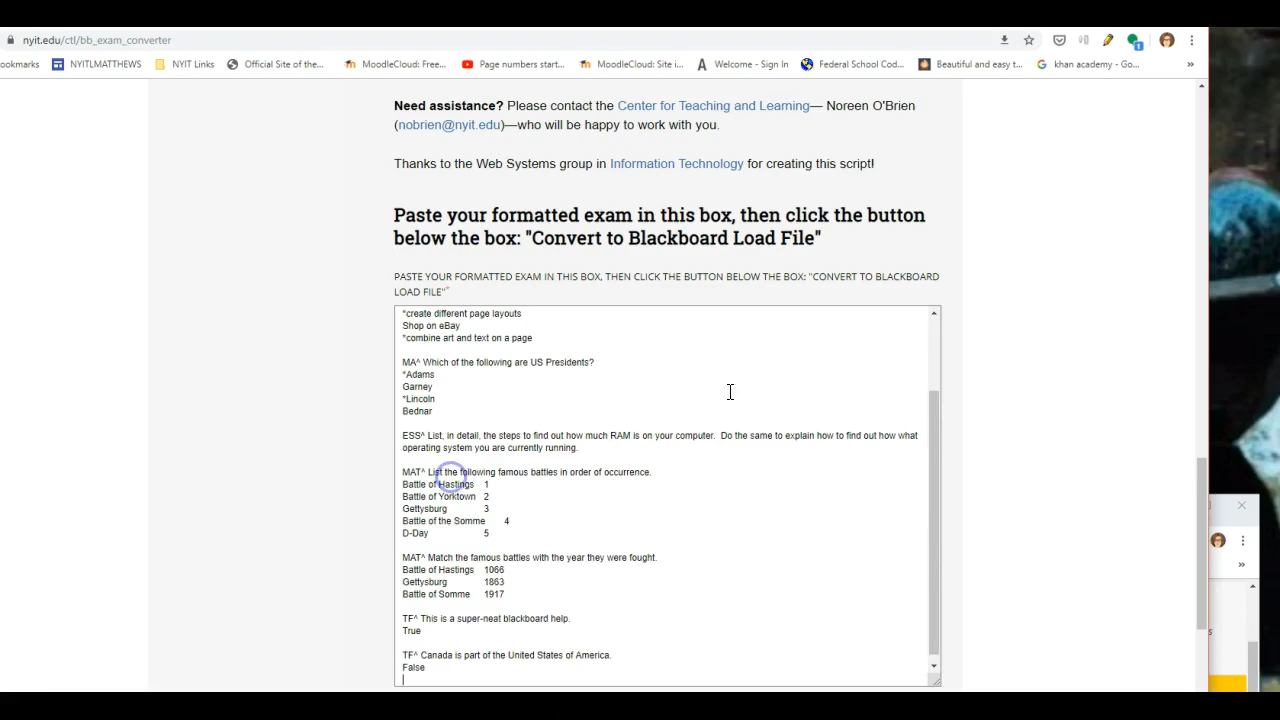 nyit.edu/ctl/bb_exam_converter
ookmarks NYITLMATTHEWS NYIT Links Official Site of the... MoodleCloud: Free... Page numbers start... MoodleCloud: Site i... Welcome - Sign In Federal School Cod... Beautiful and easy t... khan academy - Go... »
Need assistance? Please contact the Center for Teaching and Learning— Noreen O'Brien
(nobrien@nyit.edu)—who will be happy to work with you.
Thanks to the Web Systems group in Information Technology for creating this script!
Paste your formatted exam in this box, then click the button
below the box: "Convert to Blackboard Load File"
PASTE YOUR FORMATTED EXAM IN THIS BOX, THEN CLICK THE BUTTON BELOW THE BOX: "CONVERT TO BLACKBOARD
LOAD FILE"*
*create different page layouts
Shop on eBay
*combine art and text on a page
MA^ Which of the following are US Presidents?
*Adams
Garney
*Lincoln
Bednar
ESS^ List, in detail, the steps to find out how much RAM is on your computer. Do the same to explain how to find out how what
operating system you are currently running.
MAT^ List the following famous battles in order of occurrence.
Battle of Hastings 1
Battle of Yorktown 2
Gettysburg 3
Battle of the Somme 4
D-Day 5
MAT^ Match the famous battles with the year they were fought.
Battle of Hastings 1066
Gettysburg 1863
Battle of Somme 1917
TF^ This is a super-neat blackboard help.
True
TF^ Canada is part of the United States of America.
False